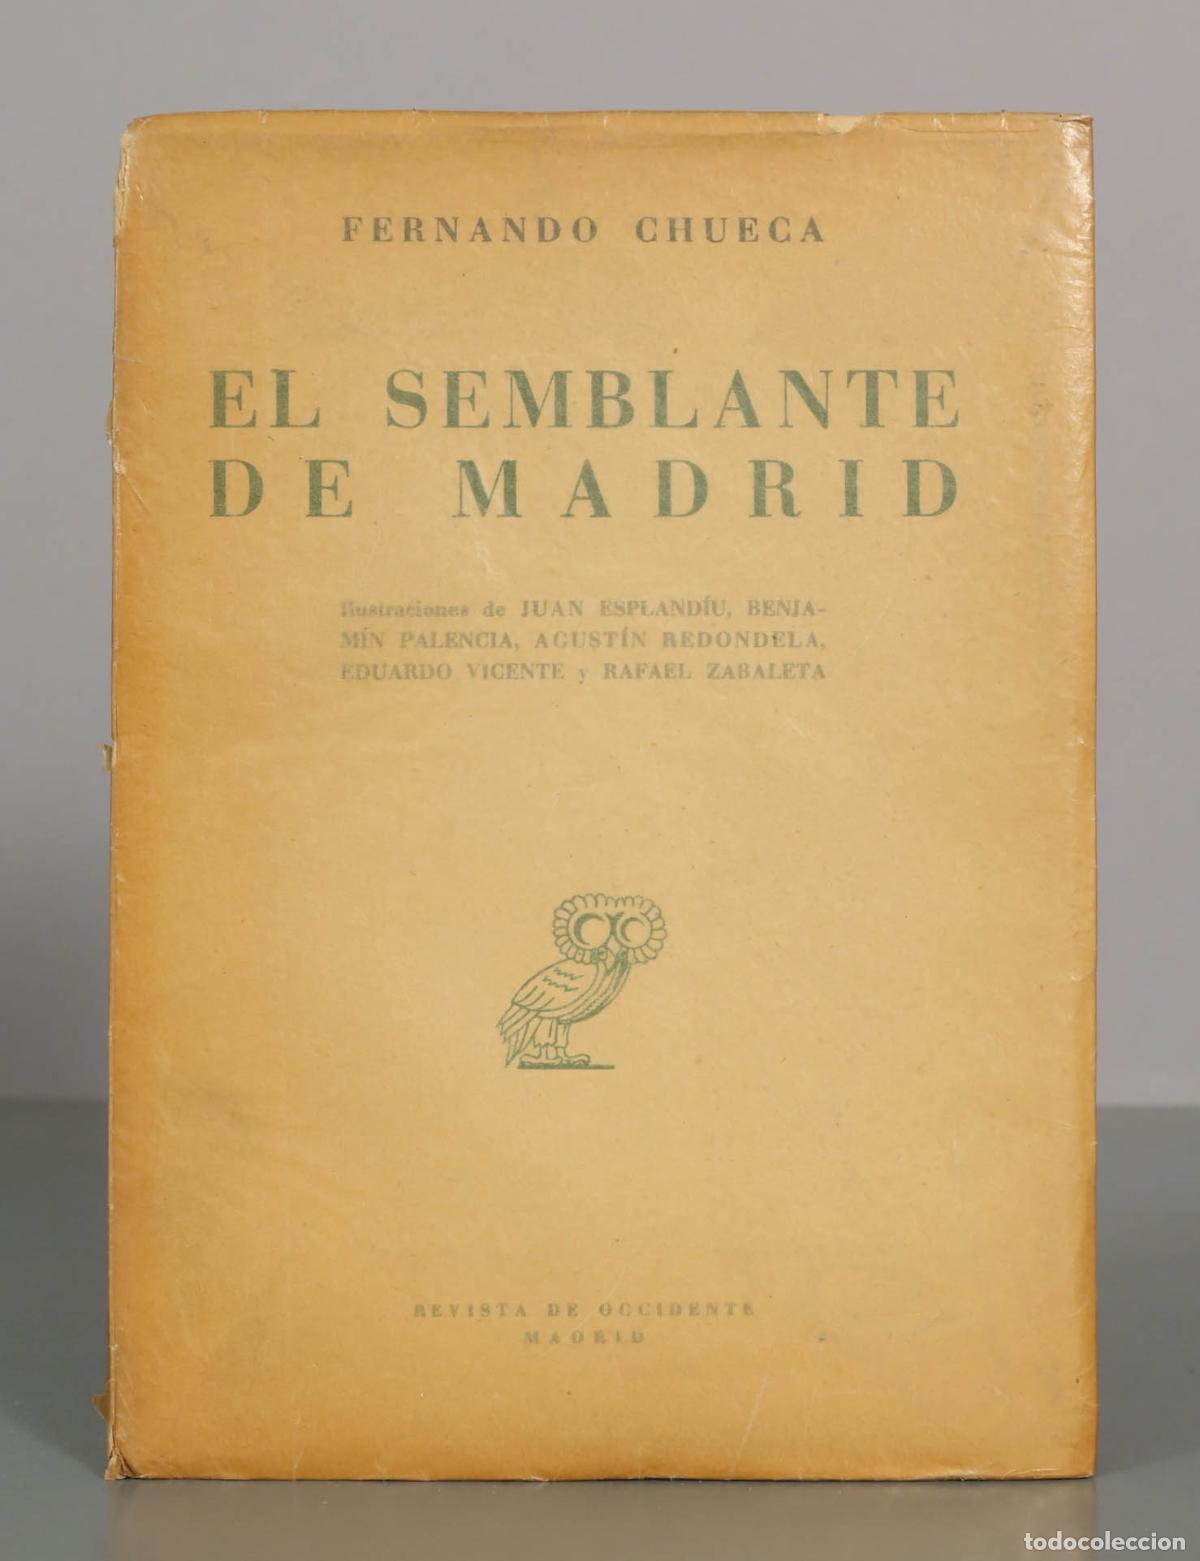 FERNANDO CHUECA
EL SEMBLANTE
DE MADRID
Ilustraciones de JUAN ESPLANDÍU, BENJA-
MÍN PALENCIA, AGUSTÍN REDONDELA,
EDUARDO VICENTE y RAFAEL ZABALETA
REVISTA DE OCCIDENTE
MADRID
todocoleccion